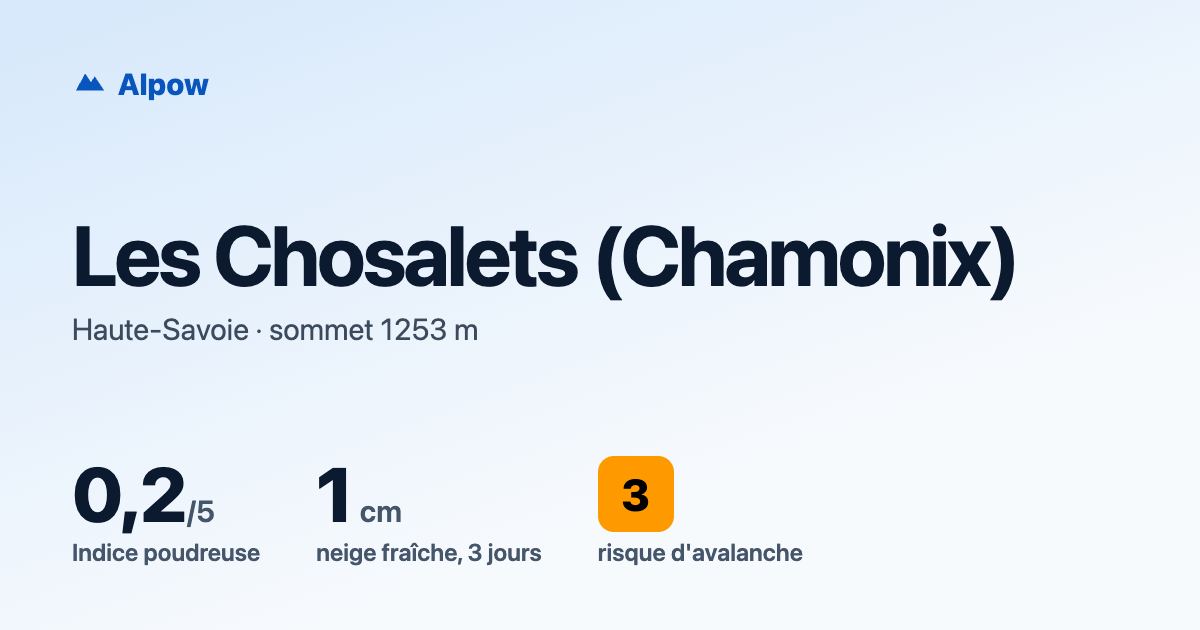 Alpow
Les Chosalets (Chamonix)
Haute-Savoie · sommet 1253 m
0,2/5
Indice poudreuse
1 cm
neige fraîche, 3 jours
3
risque d'avalanche